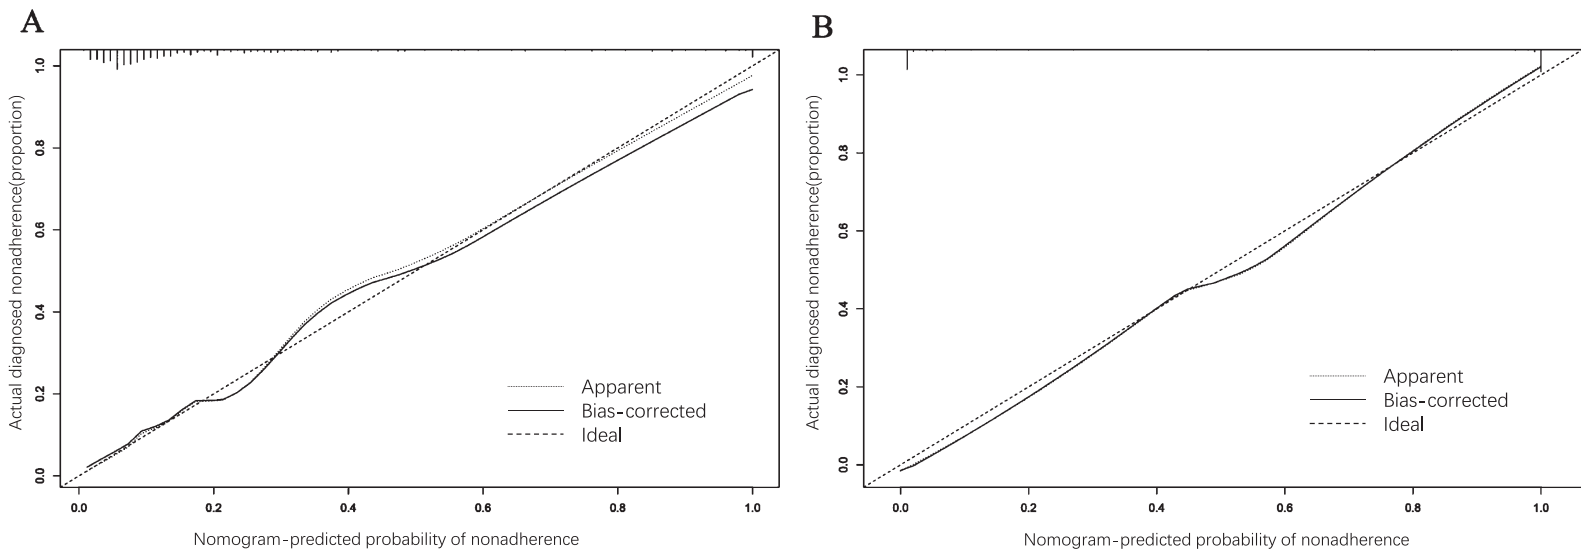 A
Actual diagnosed nonadherence(proportion)
1.0
0.8
0.6
0.4
0.2
0.0
Apparent
Bias-corrected
Ideal
0.0 0.2 0.4 0.6 0.8 1.0
Nomogram-predicted probability of nonadherence
B
Actual diagnosed nonadherence(proportion)
1.0
0.8
0.6
0.4
0.2
0.0
Apparent
Bias-corrected
Ideal
0.0 0.2 0.4 0.6 0.8 1.0
Nomogram-predicted probability of nonadherence